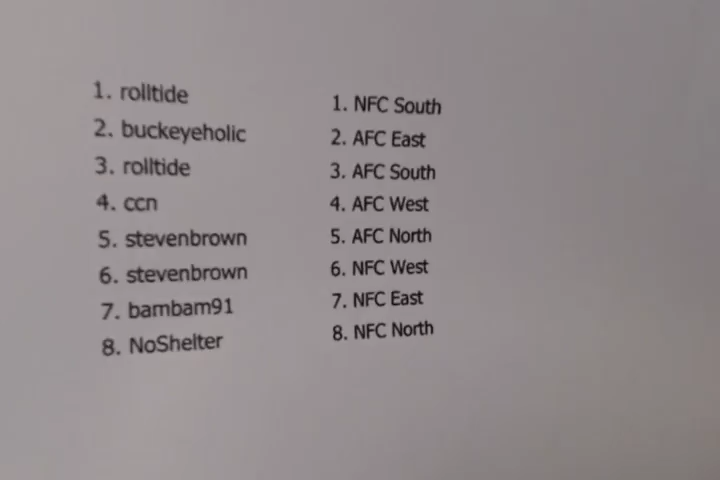 1. rolltide
2. buckeyeholic
3. rolltide
4. ccn
5. stevenbrown
6. stevenbrown
7. bambam91
8. NoShelter
1. NFC South
2. AFC East
3. AFC South
4. AFC West
5. AFC North
6. NFC West
7. NFC East
8. NFC North